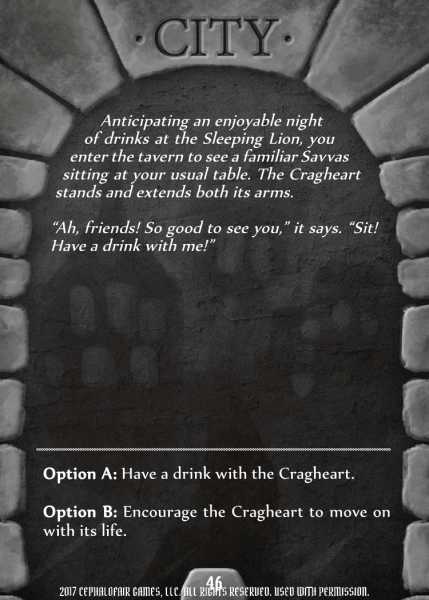 CITY
Anticipating an enjoyable night
of drinks at the Sleeping Lion, you
enter the tavern to see a familiar Savvas
sitting at your usual table. The Cragheart
stands and extends both its arms.
“Ah, friends! So good to see you,” it says. “Sit!
Have a drink with me!”
Option A: Have a drink with the Cragheart.
Option B: Encourage the Cragheart to move on
with its life.
46
2017 CEPHALOFAIR GAMES, LLC. ALL RIGHTS RESERVED. USED WITH PERMISSION.